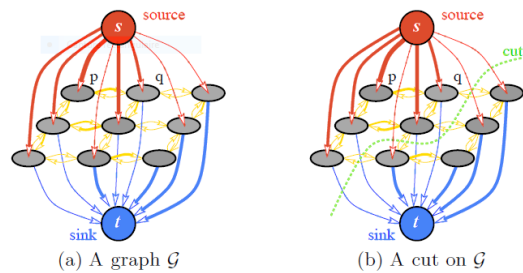 s source
p q
sink t
(a) A graph 𝒢
s source
cut
p q
sink t
(b) A cut on 𝒢